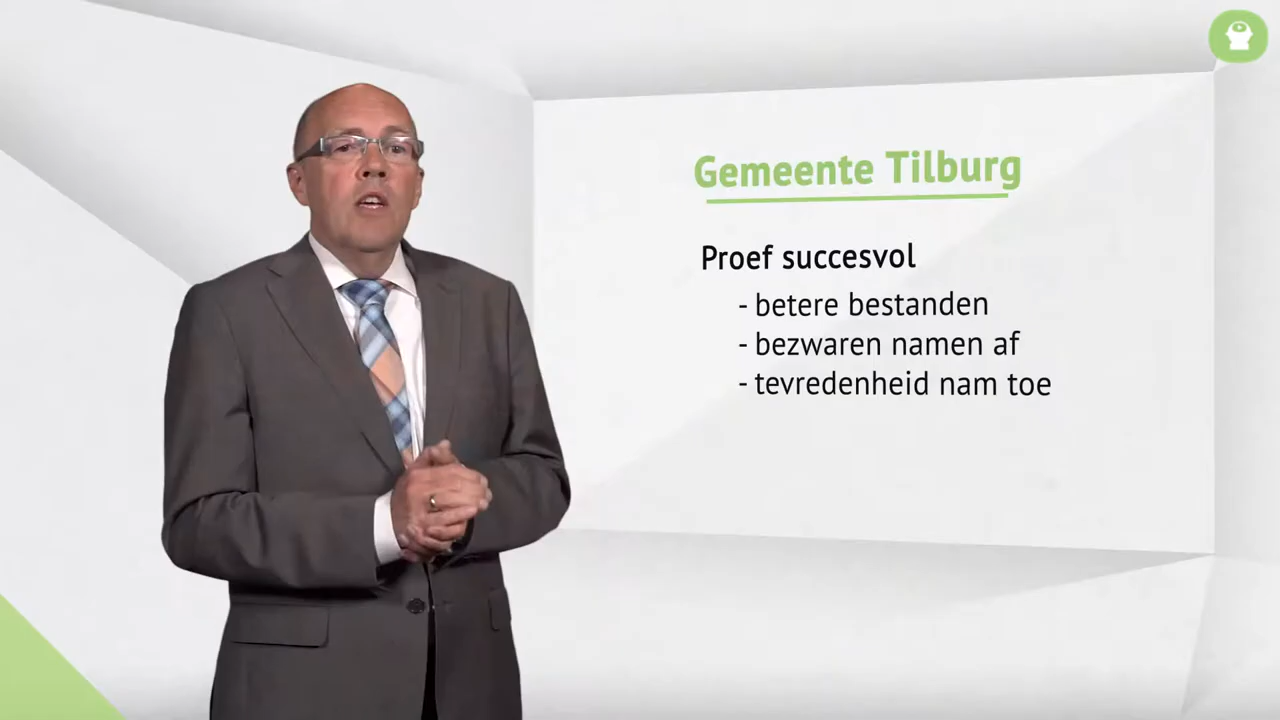 Gemeente Tilburg
Proef succesvol
- betere bestanden
- bezwaren namen af
- tevredenheid nam toe